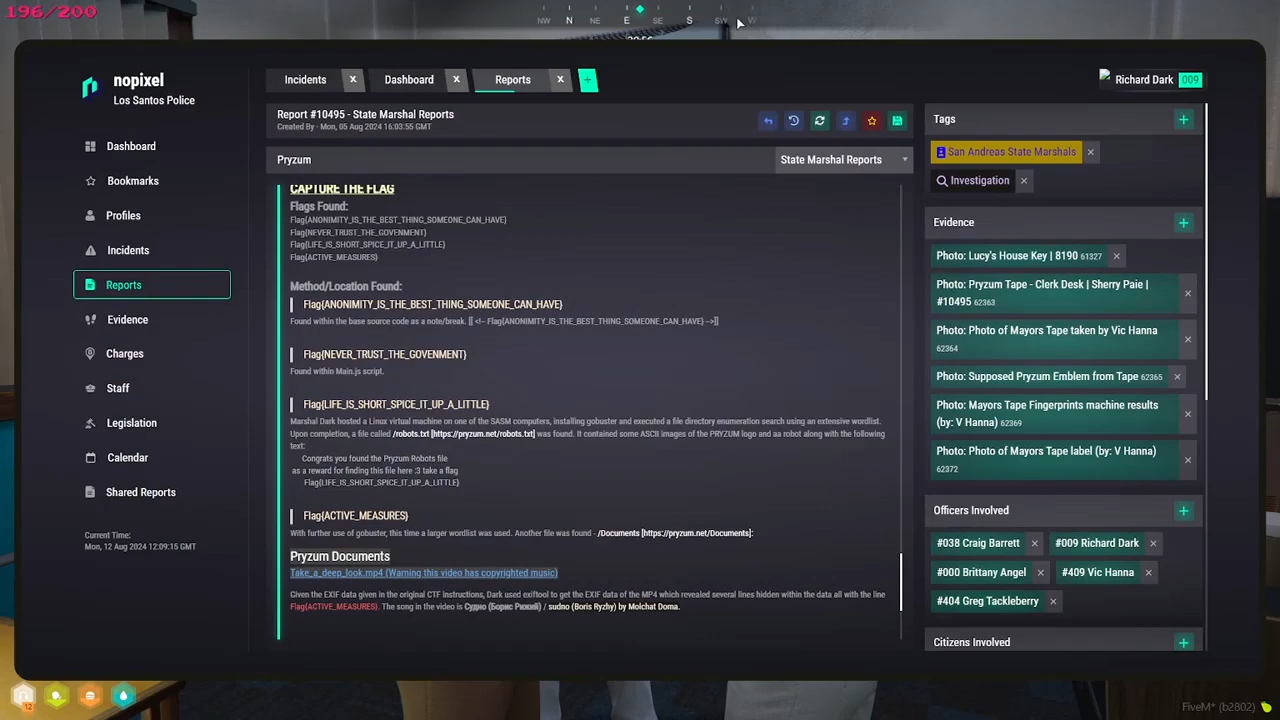 196/200
NW N NE E SE S SW W
nopixel
Los Santos Police
Incidents x Dashboard x Reports x +
Richard Dark 009
Report #10495 - State Marshal Reports
Created By - Mon, 05 Aug 2024 16:03:55 GMT
Pryzum
State Marshal Reports
Dashboard
Bookmarks
Profiles
Incidents
Reports
Evidence
Charges
Staff
Legislation
Calendar
Shared Reports
Current Time:
Mon, 12 Aug 2024 12:09:15 GMT
CAPTURE THE FLAG
Flags Found:
Flag{ANONIMITY_IS_THE_BEST_THING_SOMEONE_CAN_HAVE}
Flag{NEVER_TRUST_THE_GOVENMENT}
Flag{LIFE_IS_SHORT_SPICE_IT_UP_A_LITTLE}
Flag{ACTIVE_MEASURES}
Method/Location Found:
Flag{ANONIMITY_IS_THE_BEST_THING_SOMEONE_CAN_HAVE}
Found within the base source code as a note/break. [[ <!-- Flag{ANONIMITY_IS_THE_BEST_THING_SOMEONE_CAN_HAVE} -->]]
Flag{NEVER_TRUST_THE_GOVENMENT}
Found within Main.js script.
Flag{LIFE_IS_SHORT_SPICE_IT_UP_A_LITTLE}
Marshal Dark hosted a Linux virtual machine on one of the SASM computers, installing gobuster and executed a file directory enumeration search using an extensive wordlist.
Upon completion, a file called /robots.txt [https://pryzum.net/robots.txt] was found. It contained some ASCII images of the PRYZUM logo and aa robot along with the following
text:
Congrats you found the Pryzum Robots file
as a reward for finding this file here :3 take a flag
Flag{LIFE_IS_SHORT_SPICE_IT_UP_A_LITTLE}
Flag{ACTIVE_MEASURES}
With further use of gobuster, this time a larger wordlist was used. Another file was found - /Documents [https://pryzum.net/Documents]:
Pryzum Documents
Take_a_deep_look.mp4 (Warning this video has copyrighted music)
Given the EXIF data given in the original CTF instructions, Dark used exiftool to get the EXIF data of the MP4 which revealed several lines hidden within the data all with the line
Flag{ACTIVE_MEASURES}. The song in the video is Судно (Борис Рижий) / sudno (Boris Ryzhy) by Molchat Doma.
Tags +
San Andreas State Marshals x
Investigation x
Evidence +
Photo: Lucy's House Key | 8190 61327 x
Photo: Pryzum Tape - Clerk Desk | Sherry Paie |
#10495 62363 x
Photo: Photo of Mayors Tape taken by Vic Hanna
62364 x
Photo: Supposed Pryzum Emblem from Tape 62365 x
Photo: Mayors Tape Fingerprints machine results
(by: V Hanna) 62369 x
Photo: Photo of Mayors Tape label (by: V Hanna)
62372 x
Officers Involved +
#038 Craig Barrett x #009 Richard Dark x
#000 Brittany Angel x #409 Vic Hanna x
#404 Greg Tackleberry x
Citizens Involved +
12
FiveM* (b2802)